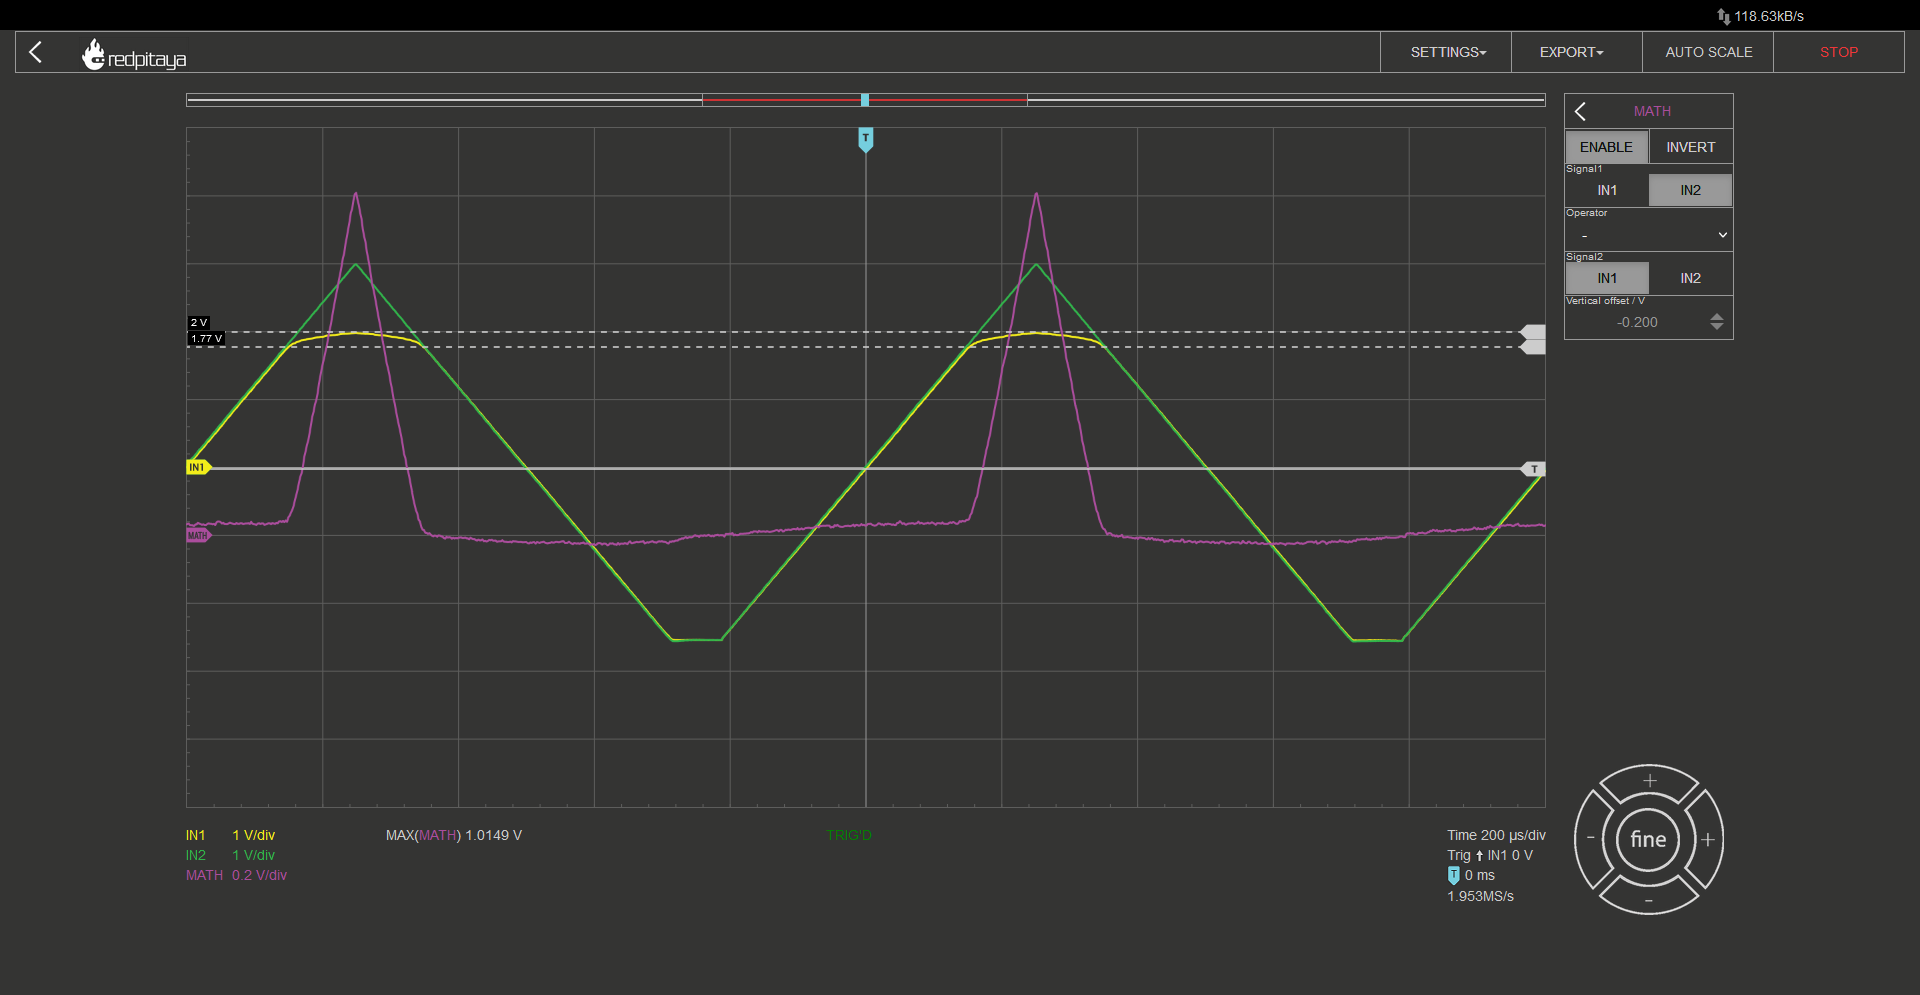 118.63kB/s
redpitaya
SETTINGS
EXPORT
AUTO SCALE
STOP
MATH
ENABLE INVERT
Signal1
IN1 IN2
Operator
-
Signal2
IN1 IN2
Vertical offset / V
-0.200
T
2 V
1.77 V
IN1
T
MATH
IN1 1 V/div
IN2 1 V/div
MATH 0.2 V/div
MAX(MATH) 1.0149 V
TRIG'D
Time 200 µs/div
Trig IN1 0 V
T 0 ms
1.953MS/s
+
- fine +
-